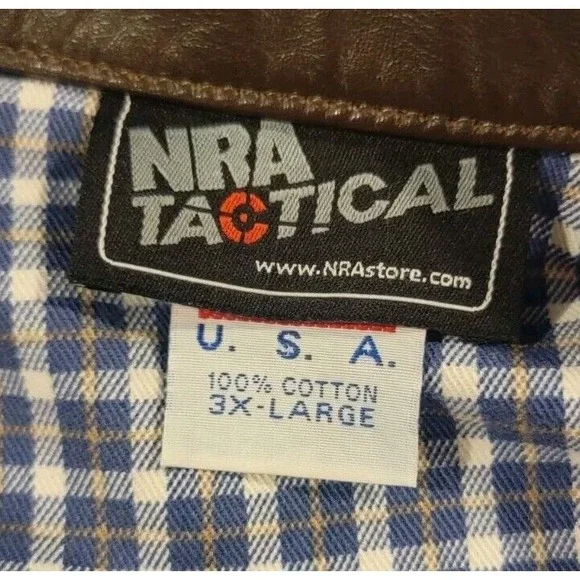 NRA
TACTICAL
www.NRAstore.com
U. S. A.
100% COTTON
3X-LARGE